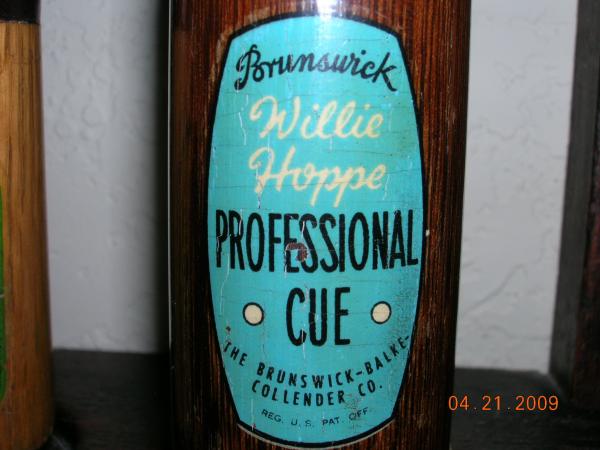 Brunswick
Willie
Hoppe
PROFESSIONAL
CUE
THE BRUNSWICK-BALKE-
COLLENDER CO.
REG. U.S. PAT. OFF.
04.21.2009